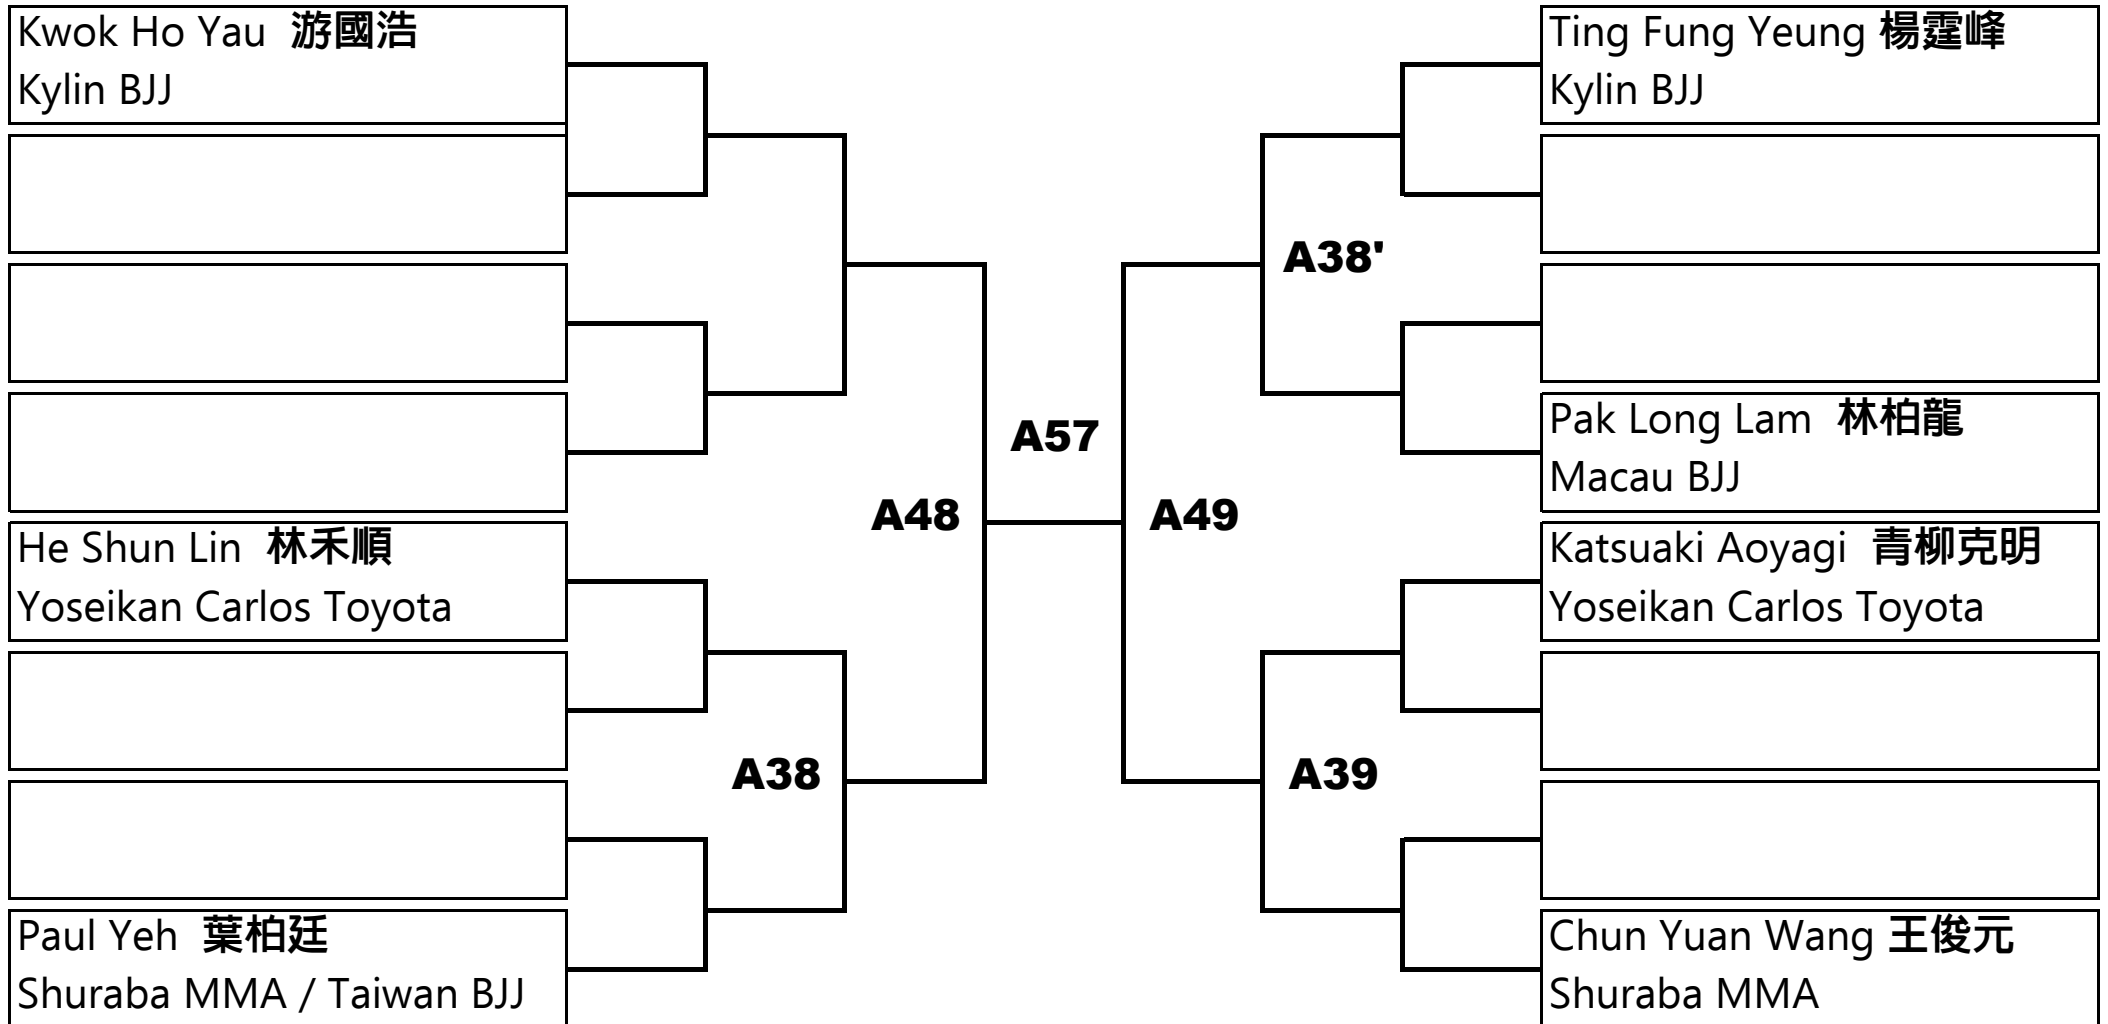 Kwok Ho Yau 游國浩
Kylin BJJ
He Shun Lin 林禾順
Yoseikan Carlos Toyota
Paul Yeh 葉柏廷
Shuraba MMA / Taiwan BJJ
A38
A48
A57
A49
A38'
A39
Ting Fung Yeung 楊霆峰
Kylin BJJ
Pak Long Lam 林柏龍
Macau BJJ
Katsuaki Aoyagi 青柳克明
Yoseikan Carlos Toyota
Chun Yuan Wang 王俊元
Shuraba MMA